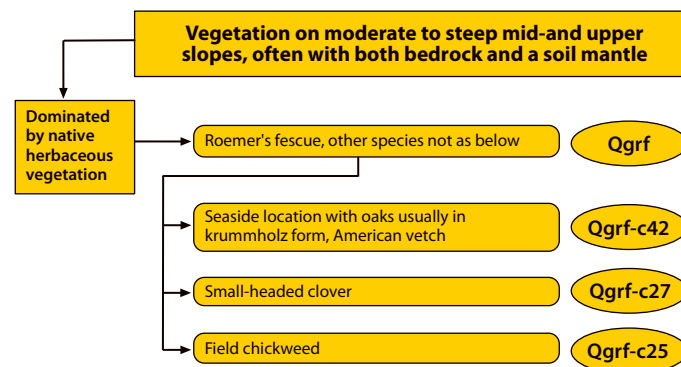 Vegetation on moderate to steep mid-and upper
slopes, often with both bedrock and a soil mantle
Dominated
by native
herbaceous
vegetation
Roemer's fescue, other species not as below
Qgrf
Seaside location with oaks usually in
krummholz form, American vetch
Qgrf-c42
Small-headed clover
Qgrf-c27
Field chickweed
Qgrf-c25